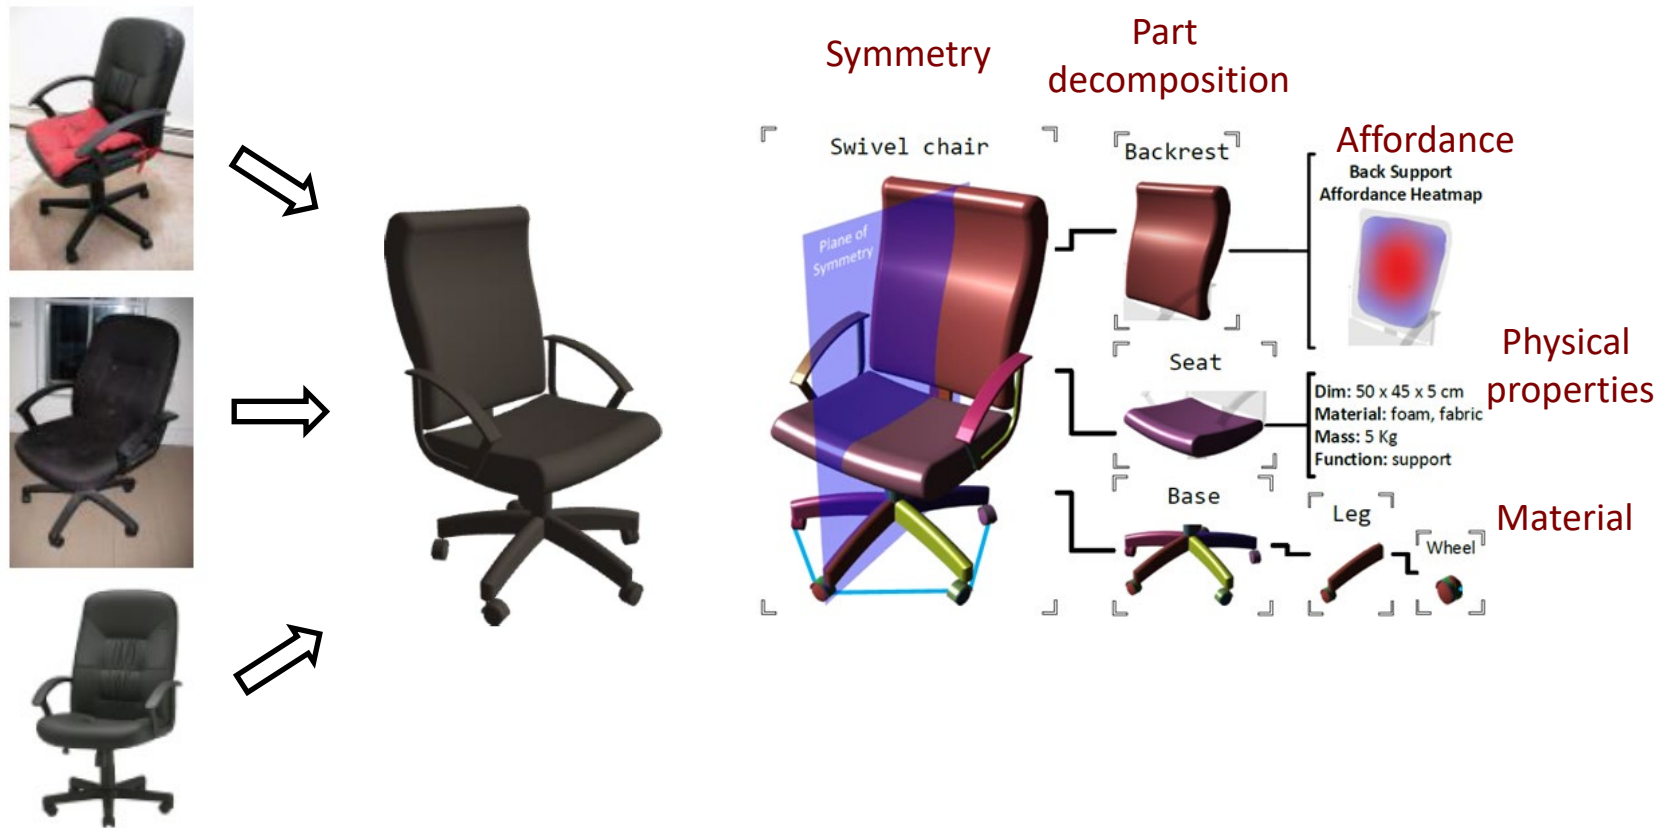 Symmetry
Part
decomposition
Affordance
Physical
properties
Material
Swivel chair
Plane of
Symmetry
Backrest
Back Support
Affordance Heatmap
Seat
Dim: 50 x 45 x 5 cm
Material: foam, fabric
Mass: 5 Kg
Function: support
Base
Leg
Wheel